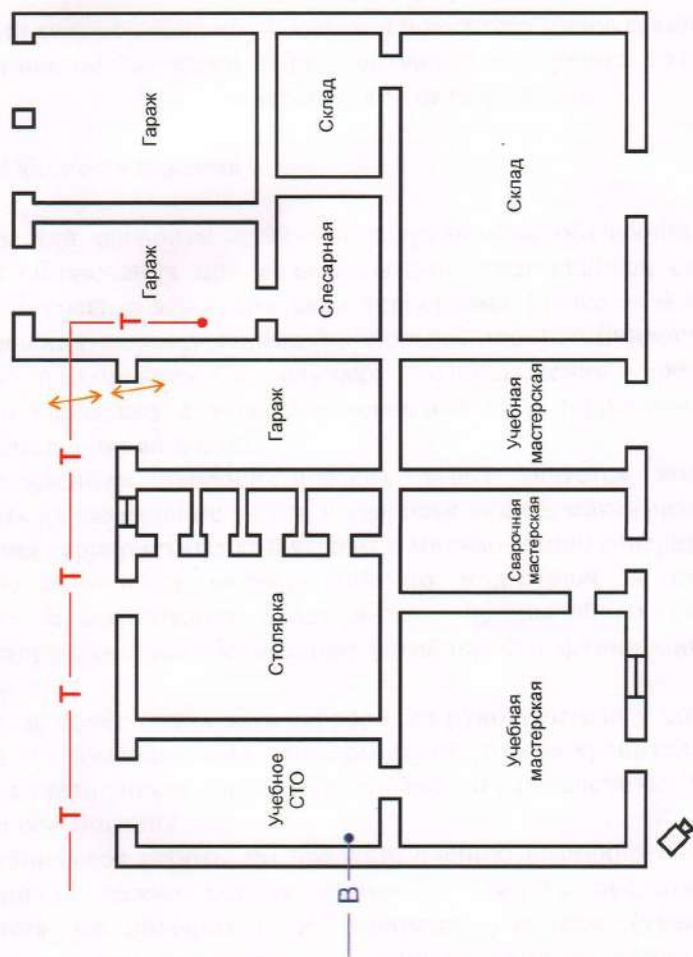 Гараж
Склад
Гараж
Слесарная
Склад
Гараж
Учебная
мастерская
Столярка
Сварочная
мастерская
Учебное
СТО
Учебная
мастерская
Т
Т
Т
Т
Т
В